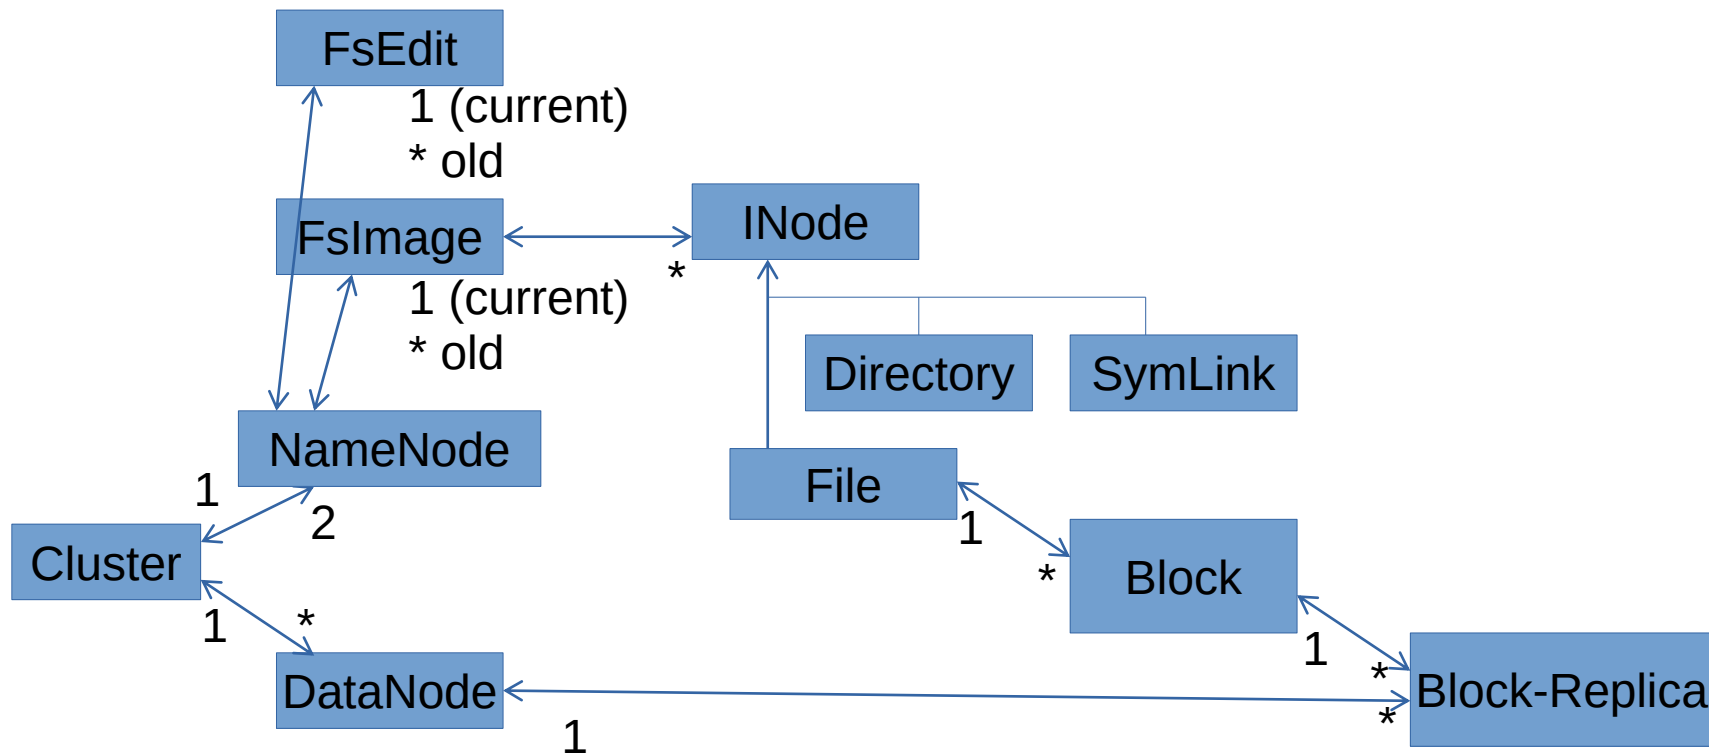 FsEdit
1 (current)
* old
FsImage
INode
*
1 (current)
* old
Directory
SymLink
NameNode
File
1
2
1
*
Cluster
Block
1
*
1
*
DataNode
Block-Replica
*
1